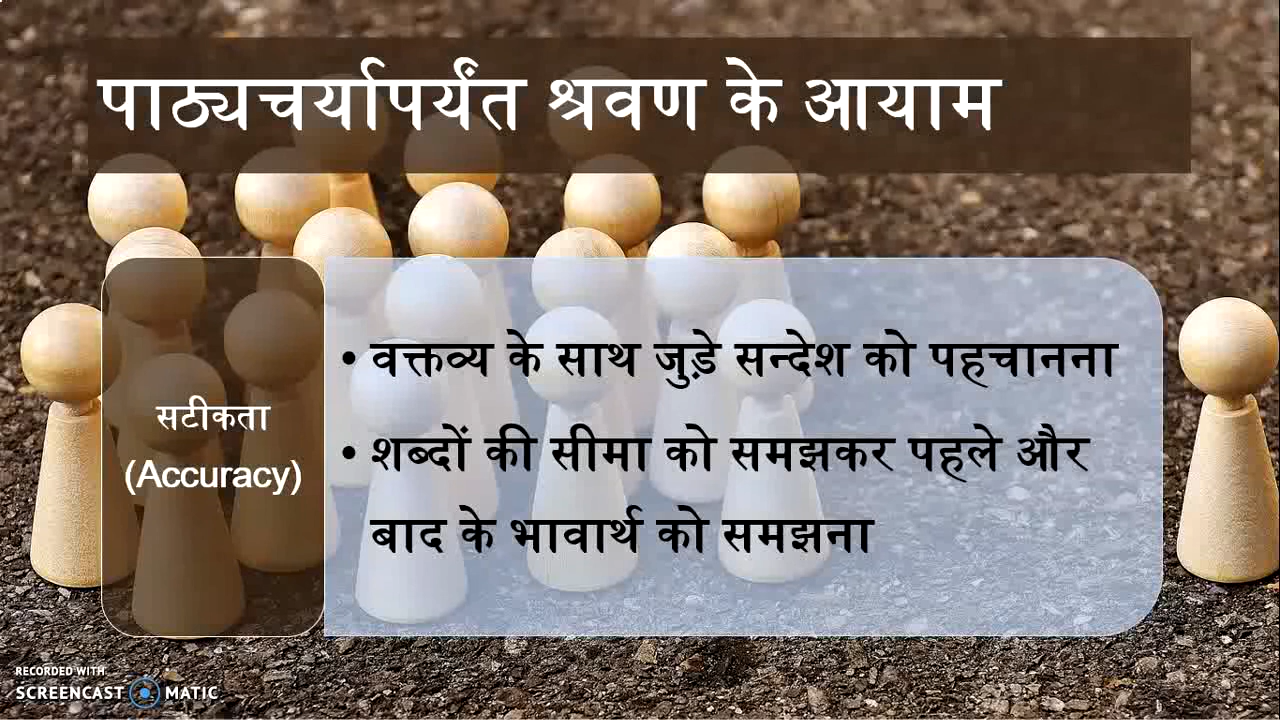 पाठ्यचर्यापर्यंत श्रवण के आयाम
सटीकता
(Accuracy)
• वक्तव्य के साथ जुड़े सन्देश को पहचानना
• शब्दों की सीमा को समझकर पहले और
बाद के भावार्थ को समझना
RECORDED WITH
SCREENCAST MATIC